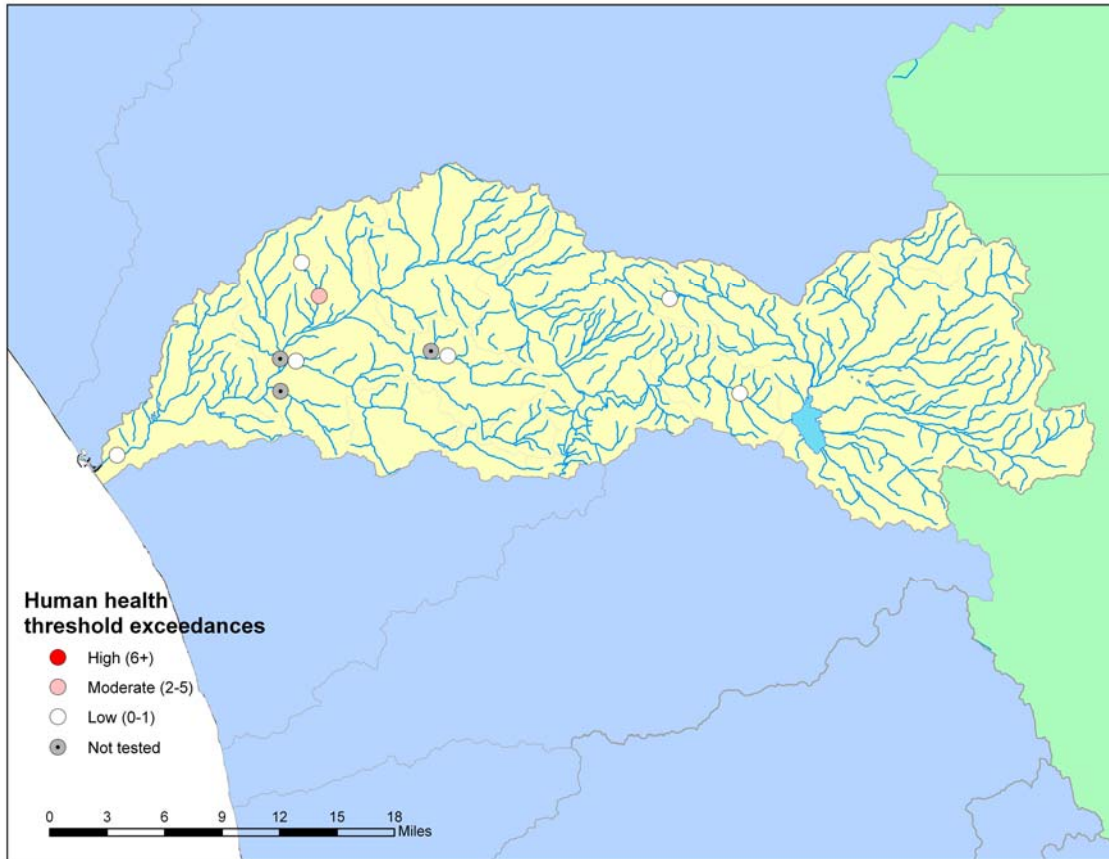 Human health
threshold exceedances
High (6+)
Moderate (2-5)
Low (0-1)
Not tested
0 3 6 9 12 15 18
Miles